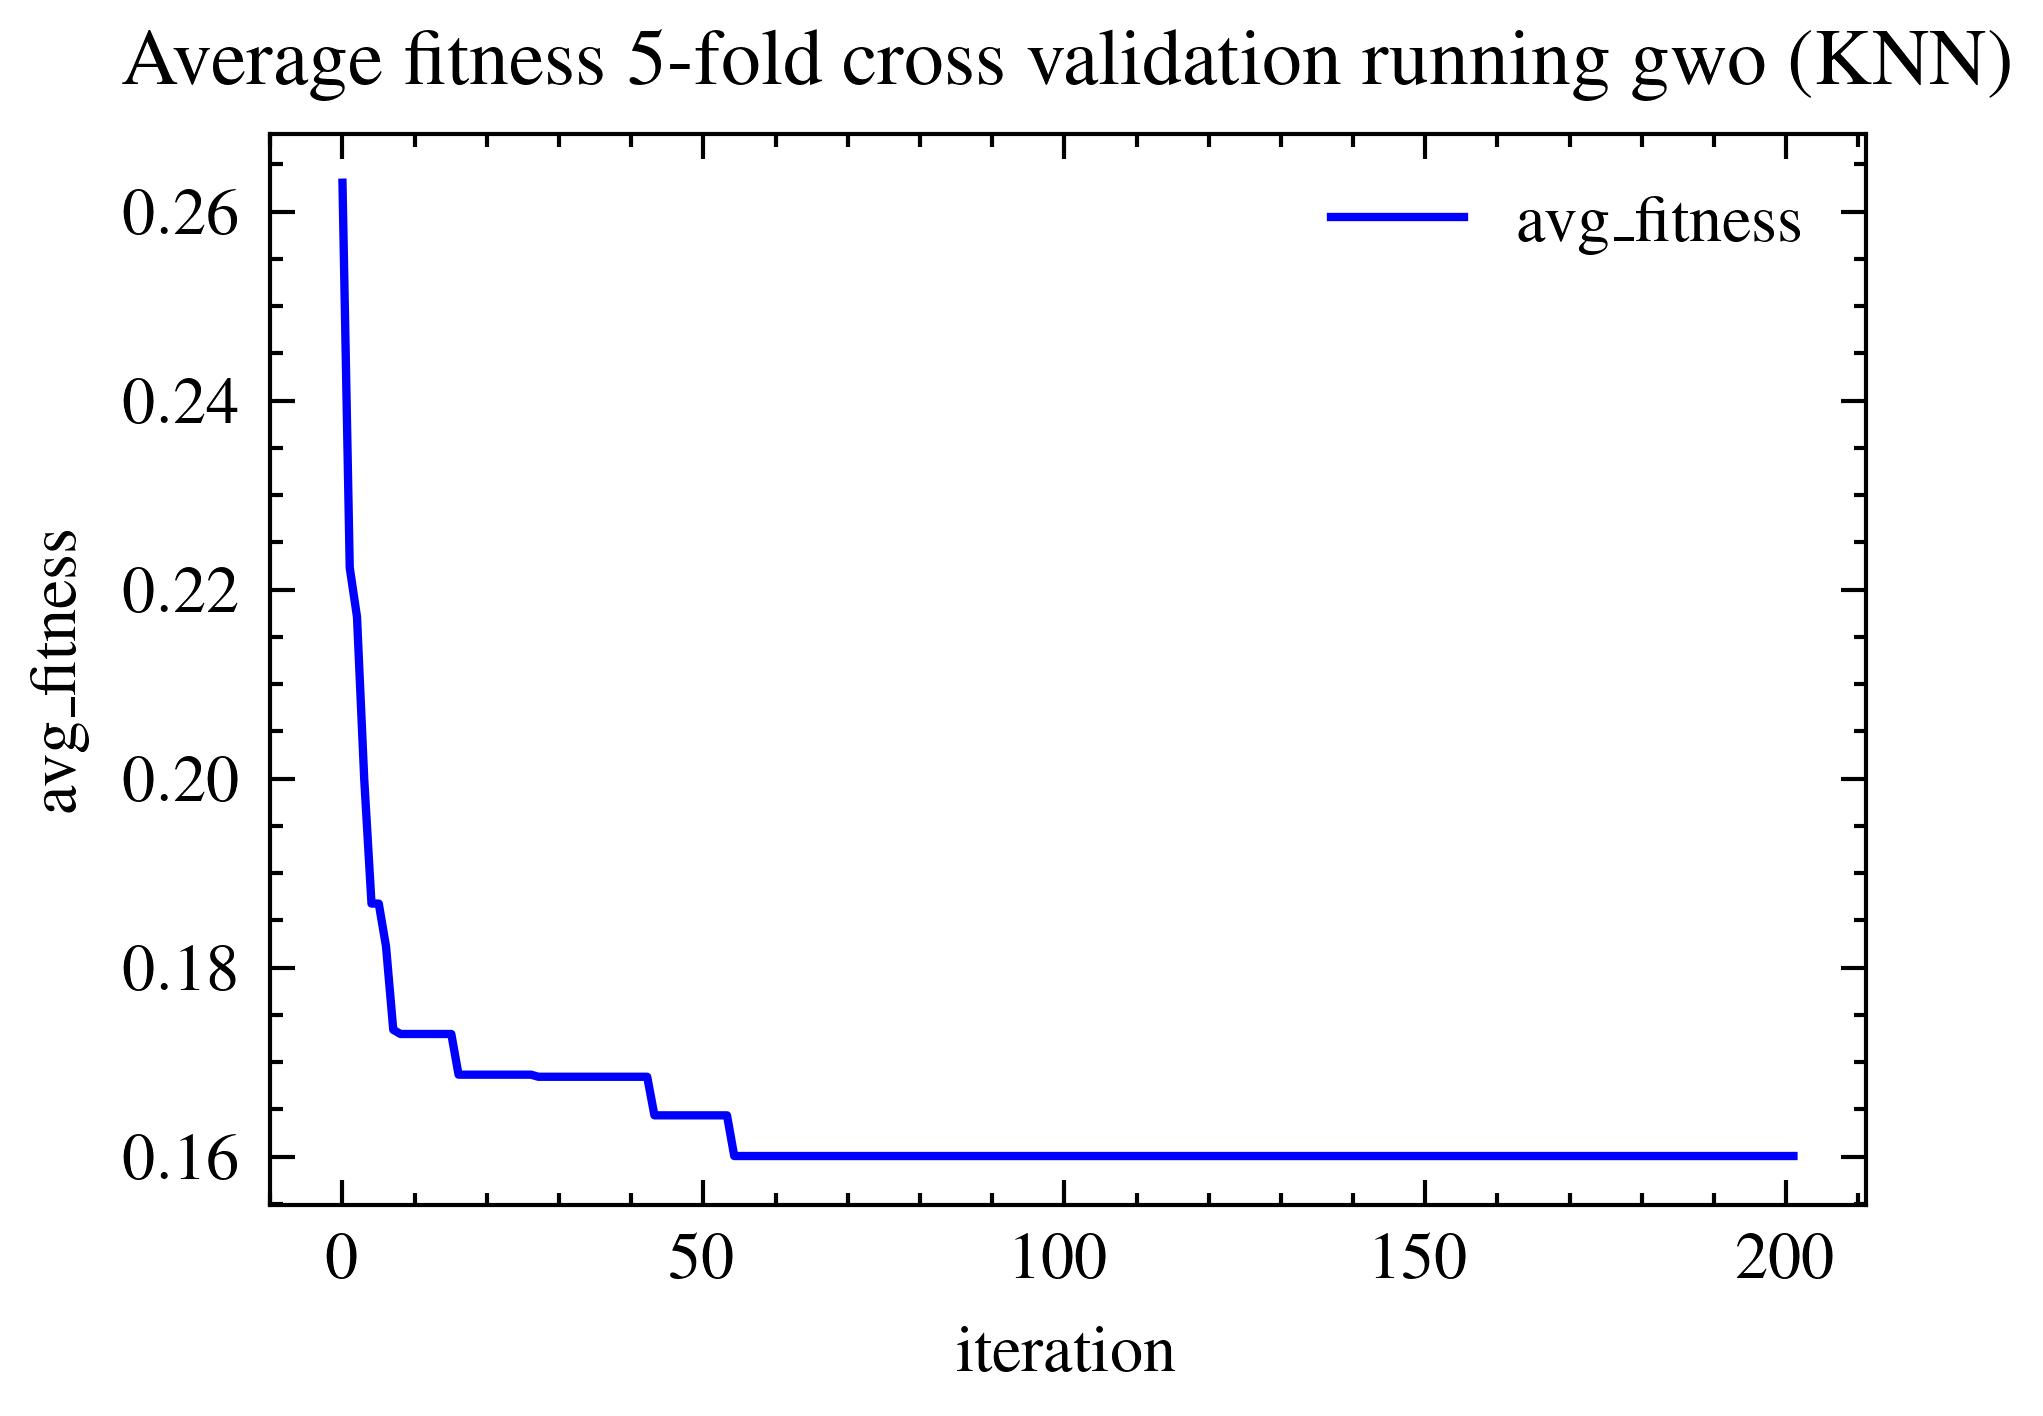 Average fitness 5-fold cross validation running gwo (KNN)
avg_fitness
0.26
0.24
0.22
0.20
0.18
0.16
avg_fitness
0 50 100 150 200
iteration